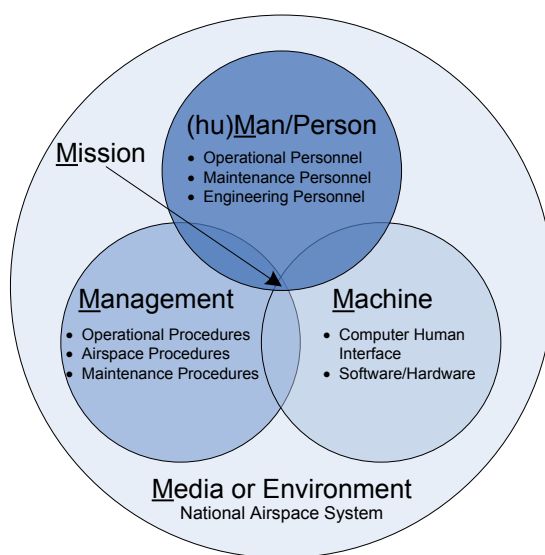 (hu)Man/Person
• Operational Personnel
• Maintenance Personnel
• Engineering Personnel
Mission
Management
• Operational Procedures
• Airspace Procedures
• Maintenance Procedures
Machine
• Computer Human
Interface
• Software/Hardware
Media or Environment
National Airspace System